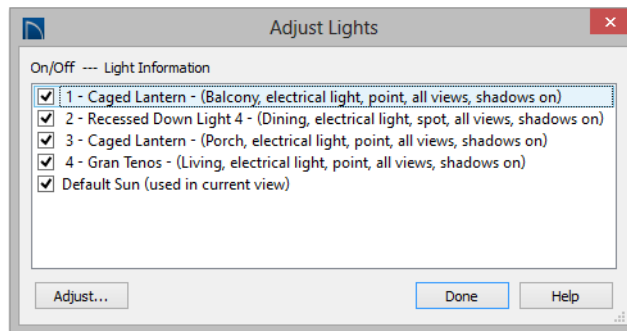 Adjust Lights
On/Off --- Light Information
1 - Caged Lantern - (Balcony, electrical light, point, all views, shadows on)
2 - Recessed Down Light 4 - (Dining, electrical light, spot, all views, shadows on)
3 - Caged Lantern - (Porch, electrical light, point, all views, shadows on)
4 - Gran Tenos - (Living, electrical light, point, all views, shadows on)
Default Sun (used in current view)
Adjust... Done Help